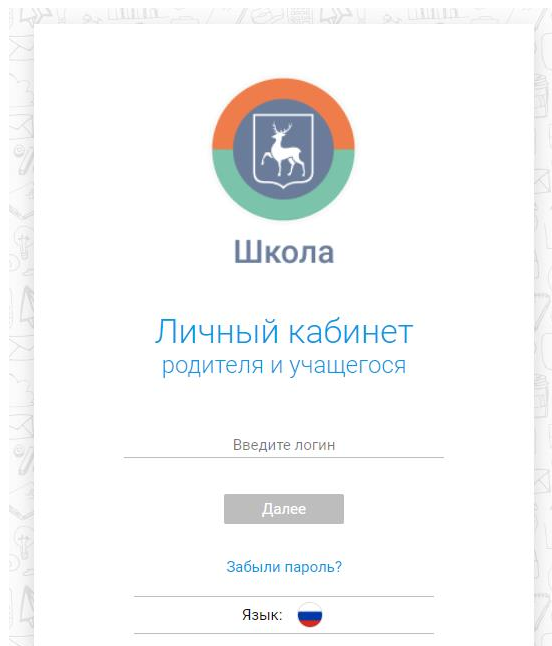 Школа
Личный кабинет
родителя и учащегося
Введите логин
Далее
Забыли пароль?
Язык: